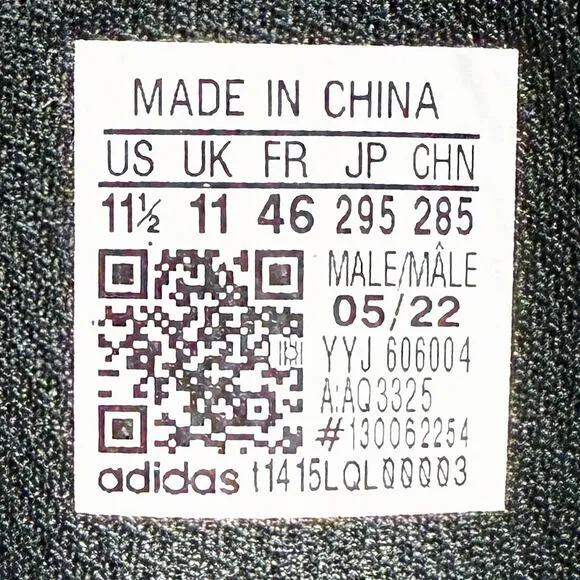 MADE IN CHINA
US UK FR JP CHN
11½ 11 46 295 285
MALE/MÂLE
05/22
YYJ 606004
A:AQ3325
#130062254
adidas t1415LQL00003